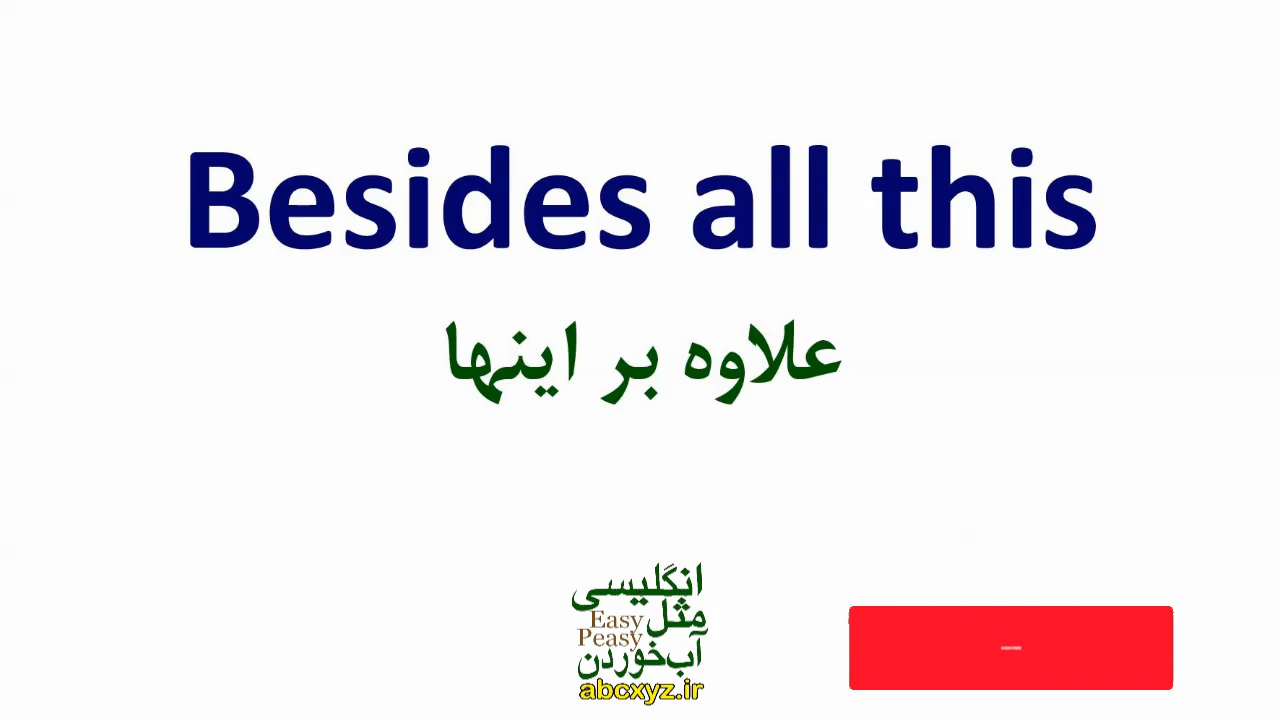 Besides all this
علاوه بر اینها
انگلیسی
مثل
Easy
Peasy
آب‌خوردن
abcxyz.ir